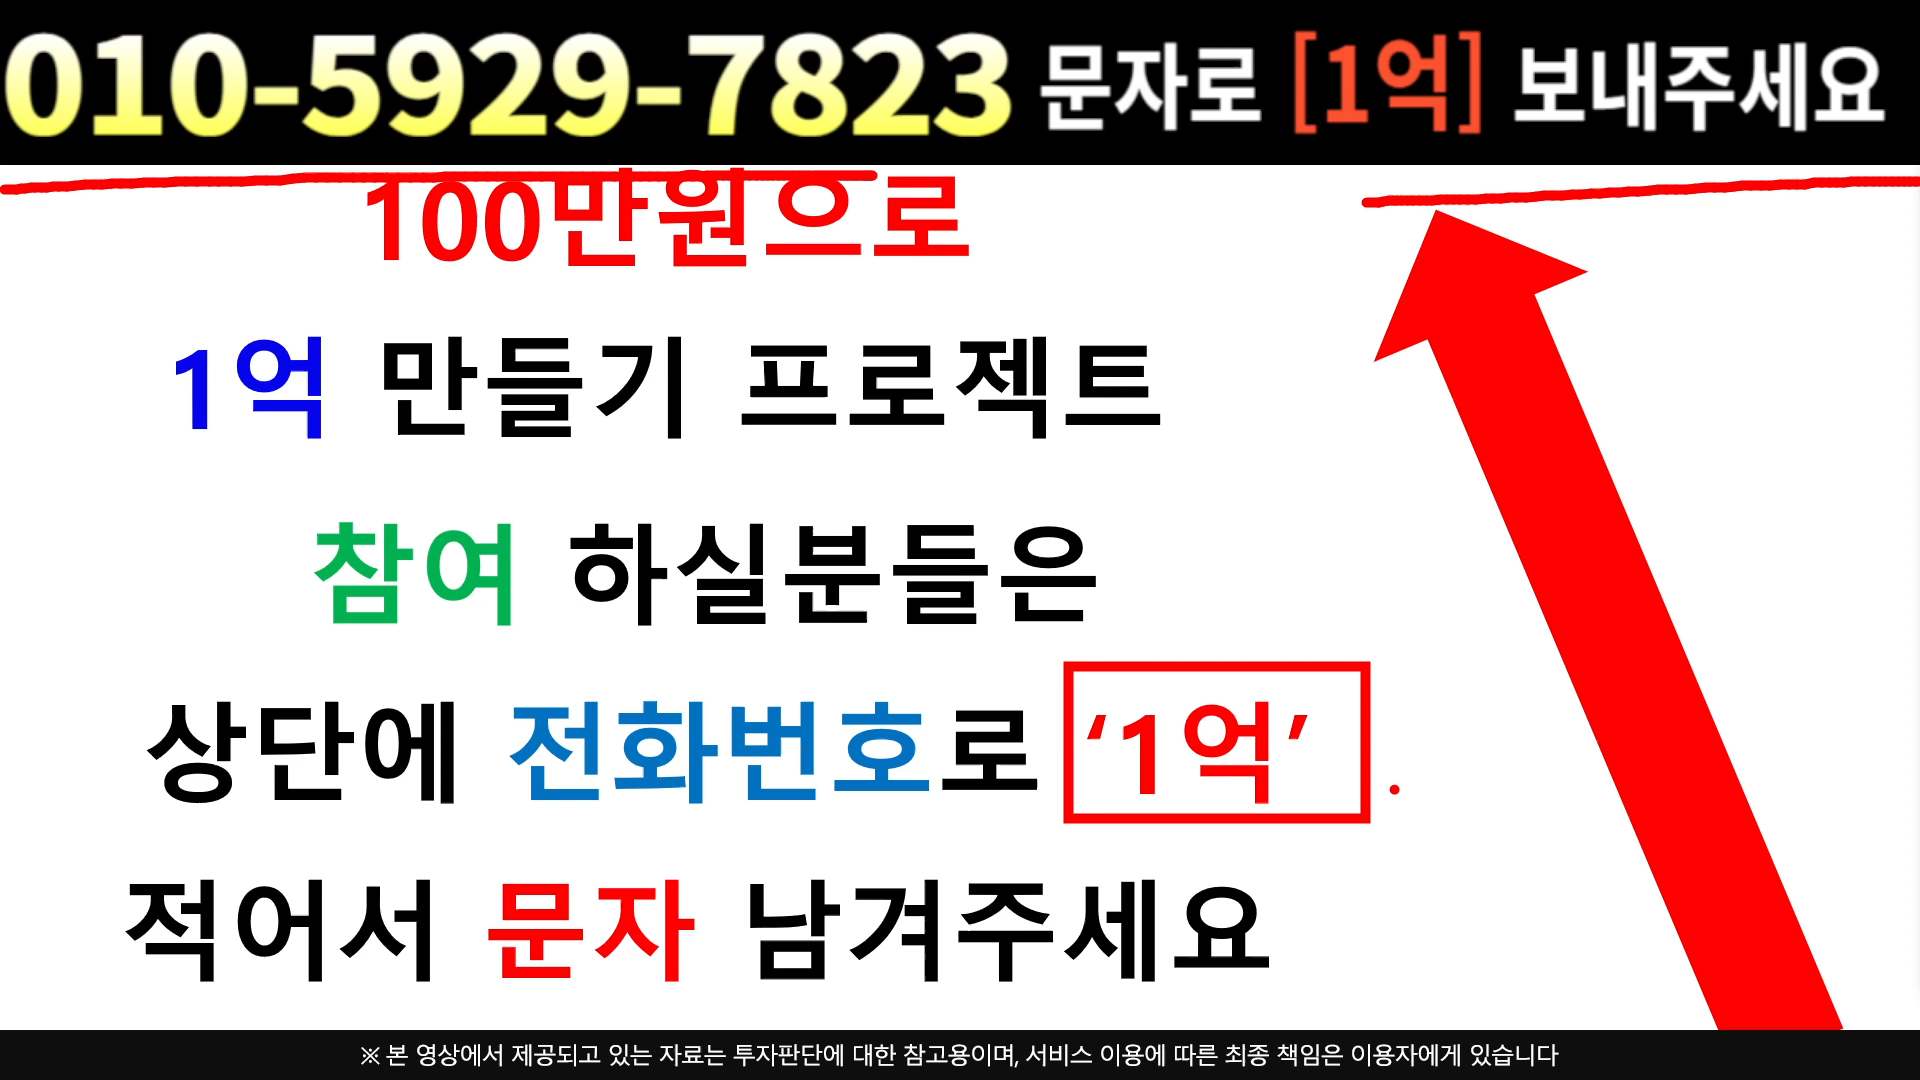 010-5929-7823 문자로 [1억] 보내주세요
100만원으로
1억 만들기 프로젝트
참여 하실분들은
상단에 전화번호로 ‘1억’ .
적어서 문자 남겨주세요
※ 본 영상에서 제공되고 있는 자료는 투자판단에 대한 참고용이며, 서비스 이용에 따른 최종 책임은 이용자에게 있습니다